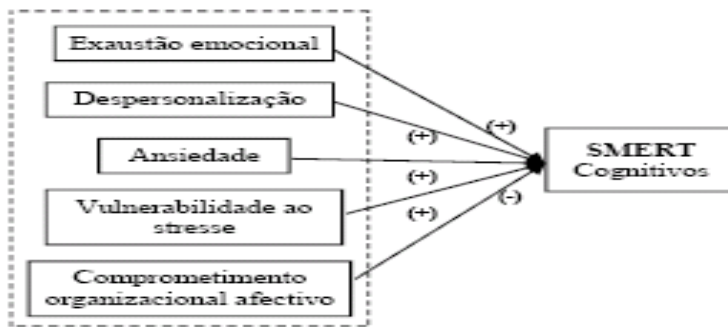 Exaustão emocional
Despersonalização
Ansiedade
Vulnerabilidade ao
stresse
Comprometimento
organizacional afectivo
(+)
(+)
(+)
(+)
(-)
SMERT
Cognitivos